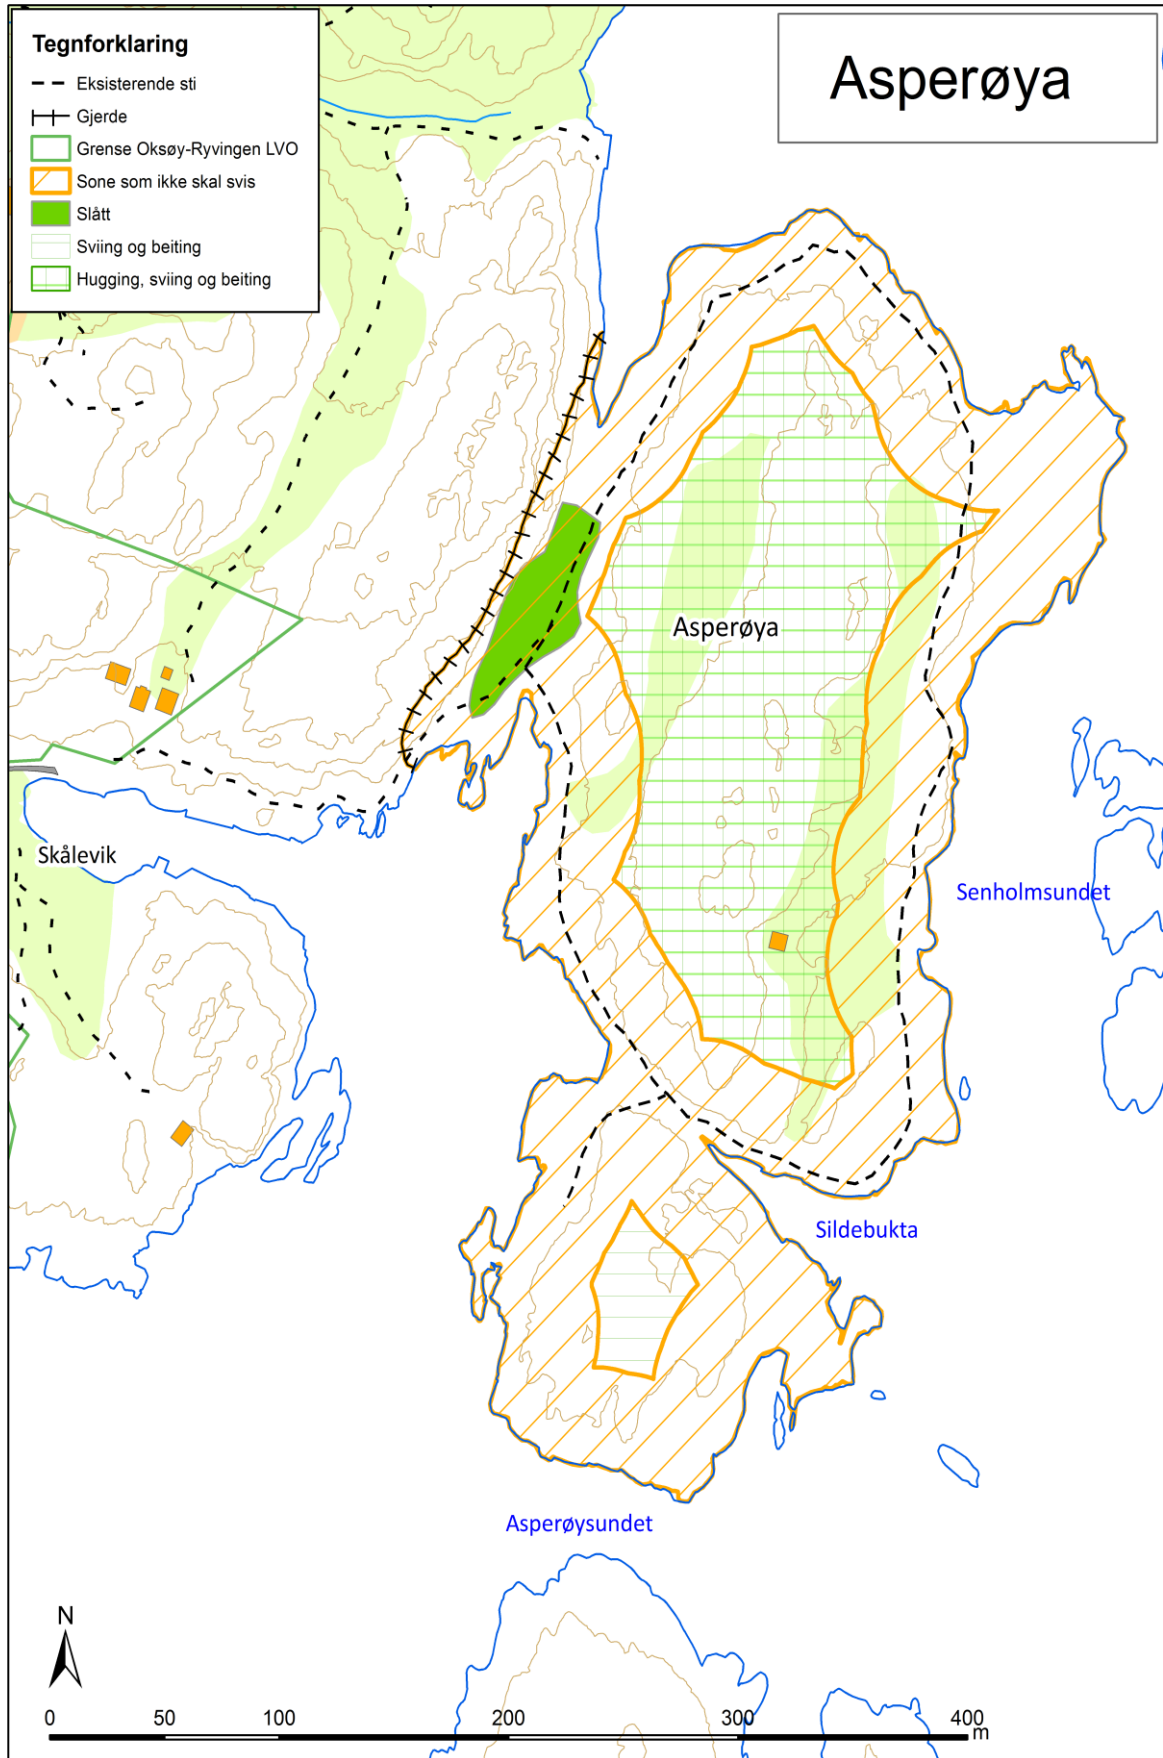 Tegnforklaring
Eksisterende sti
Gjerde
Grense Oksøy-Ryvingen LVO
Sone som ikke skal svis
Slått
Sviing og beiting
Hugging, sviing og beiting
Asperøya
Asperøya
Skålevik
Senholmsundet
Sildebukta
Asperøysundet
N
0 50 100 200 300 400
m